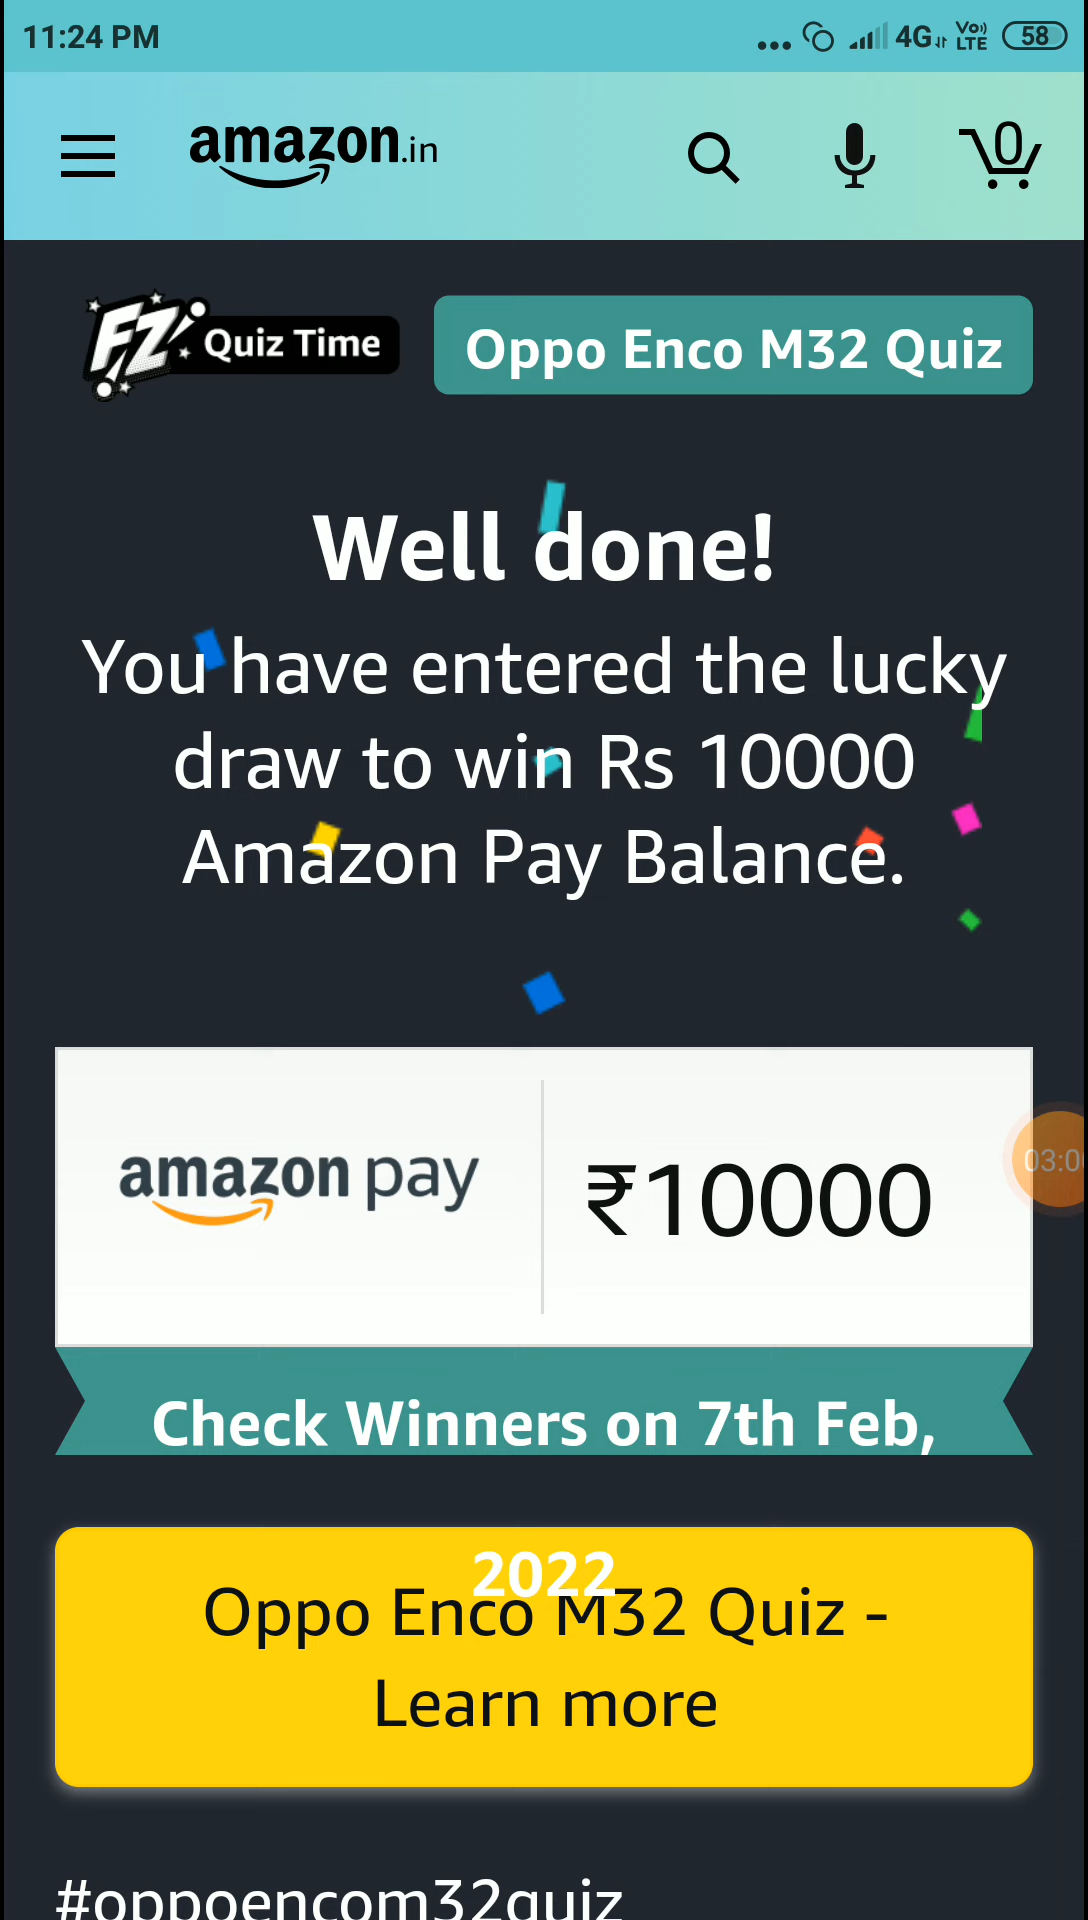 11:24 PM
4G
Vo
LTE
58
amazon.in
0
FZ Quiz Time
Oppo Enco M32 Quiz
Well done!
You have entered the lucky
draw to win Rs 10000
Amazon Pay Balance.
amazon pay
₹10000
Check Winners on 7th Feb,
2022
Oppo Enco M32 Quiz -
Learn more
#oppoencom32quiz